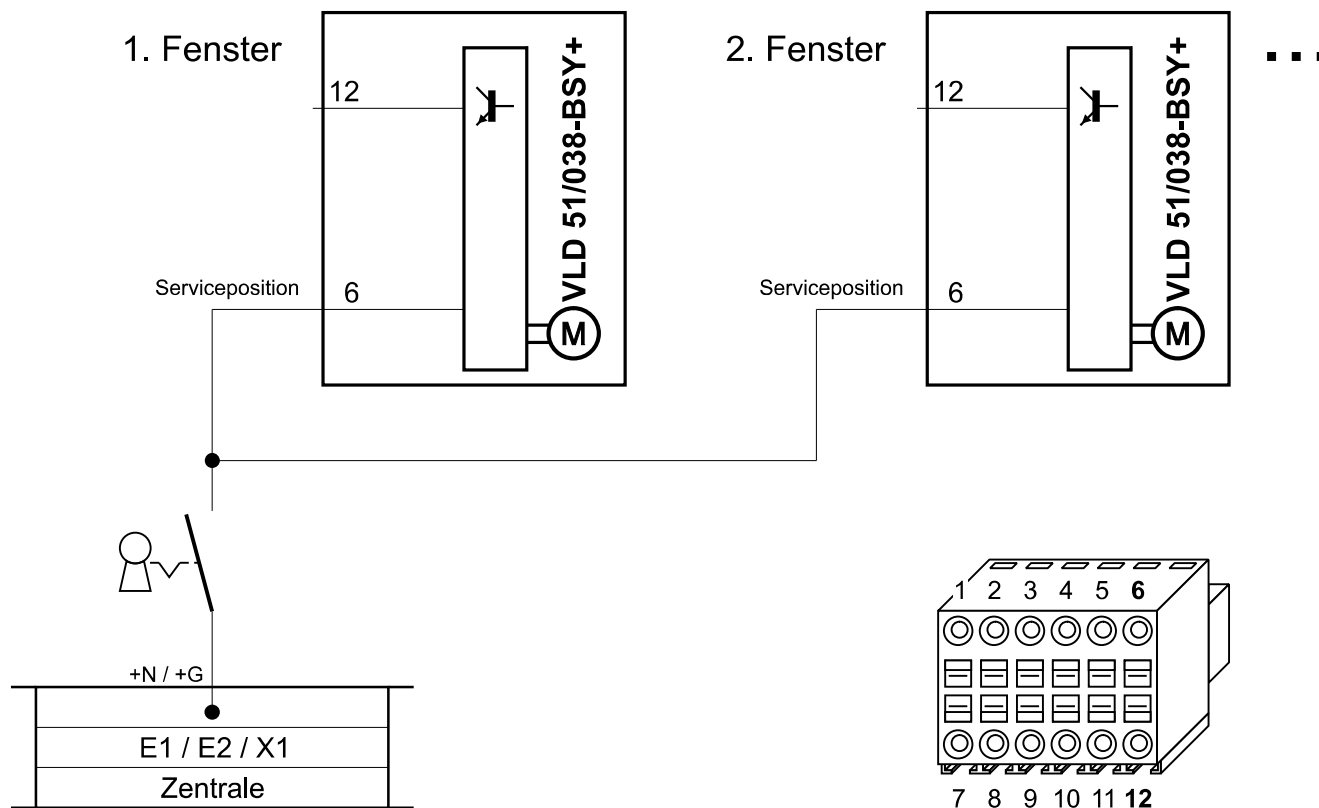 1. Fenster
12
VLD 51/038-BSY+
Serviceposition
6
M
2. Fenster
12
VLD 51/038-BSY+
Serviceposition
6
M
...
+N / +G
E1 / E2 / X1
Zentrale
1 2 3 4 5 6
7 8 9 10 11 12